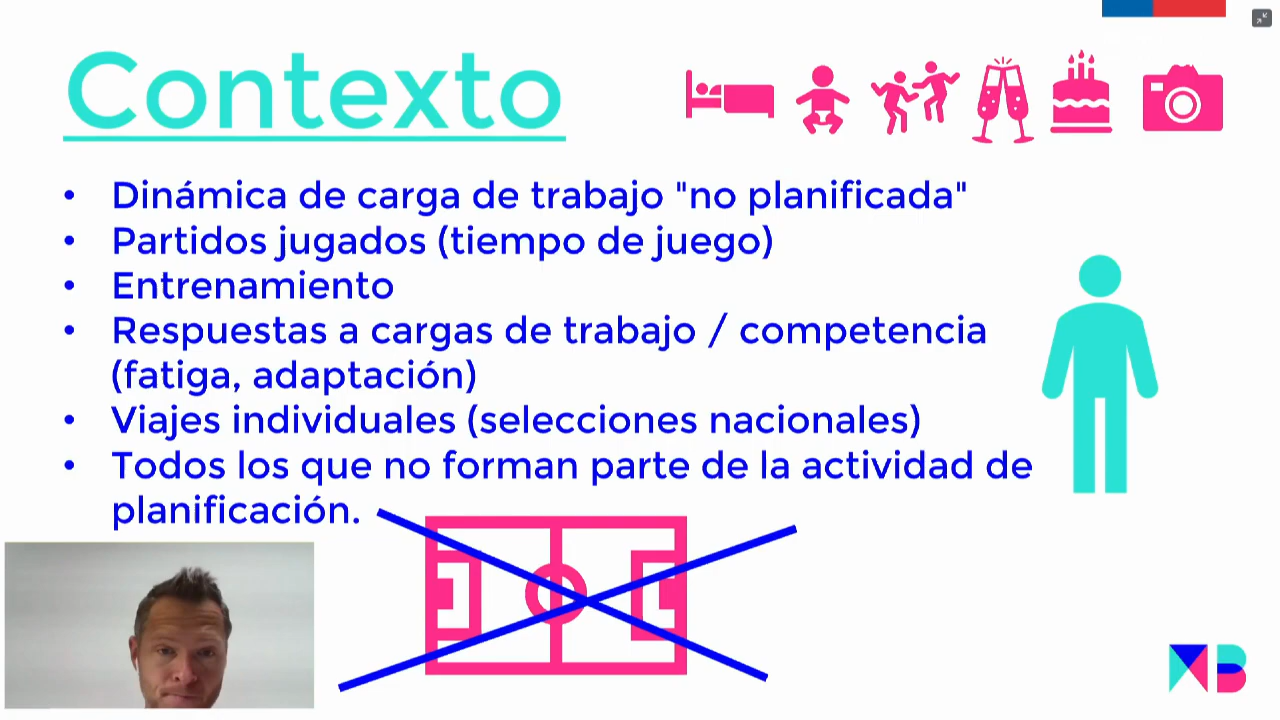 Contexto
• Dinámica de carga de trabajo "no planificada"
• Partidos jugados (tiempo de juego)
• Entrenamiento
• Respuestas a cargas de trabajo / competencia
(fatiga, adaptación)
• Viajes individuales (selecciones nacionales)
• Todos los que no forman parte de la actividad de
planificación.
MB